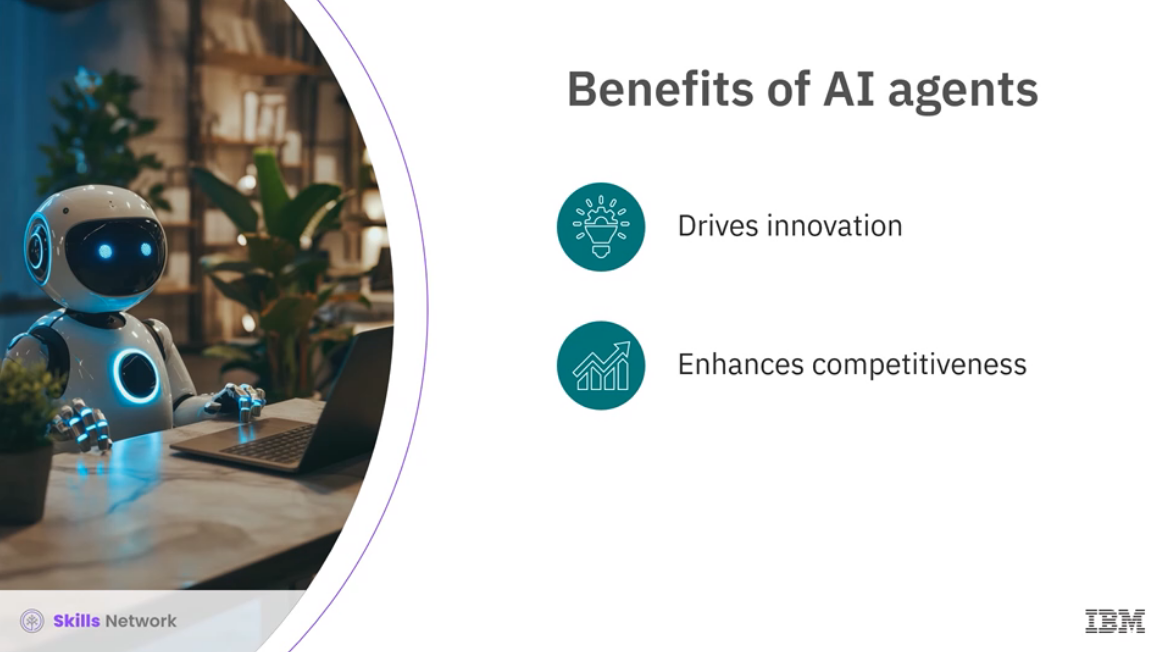 Benefits of AI agents
Drives innovation
Enhances competitiveness
Skills Network
IBM